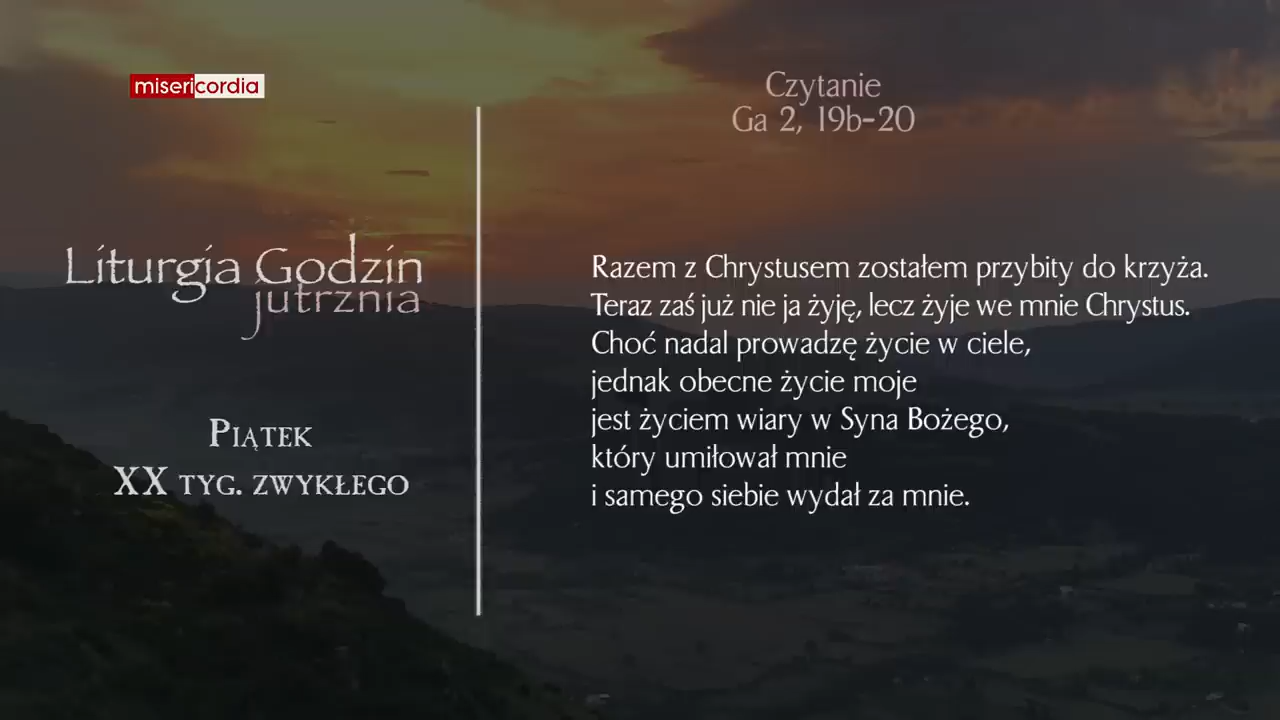 misericordia
Liturgia Godzin
jutrznia
Piątek
XX tyg. zwykłego
Czytanie
Ga 2, 19b-20
Razem z Chrystusem zostałem przybity do krzyża.
Teraz zaś już nie ja żyję, lecz żyje we mnie Chrystus.
Choć nadal prowadzę życie w ciele,
jednak obecne życie moje
jest życiem wiary w Syna Bożego,
który umiłował mnie
i samego siebie wydał za mnie.